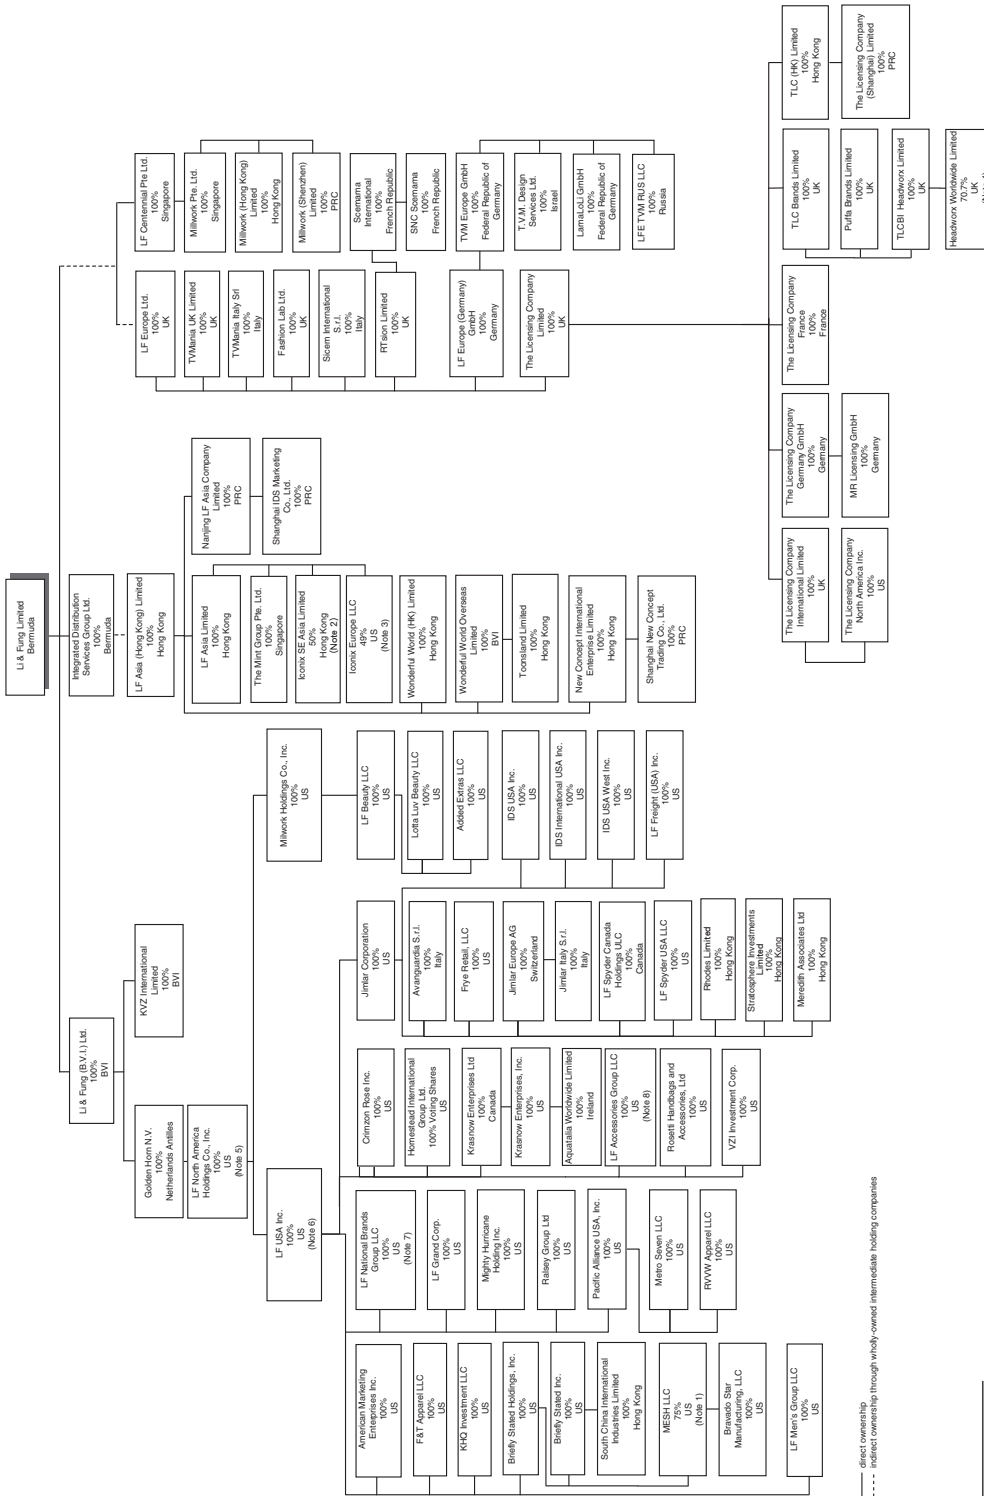 Li & Fung Limited
Bermuda
Li & Fung (B.V.I.) Ltd.
100%
BVI
Integrated Distribution
Services Group Ltd.
100%
Bermuda
Golden Horn N.V.
100%
Netherlands Antilles
KVZ International
Limited
100%
BVI
LF Asia (Hong Kong) Limited
100%
Hong Kong
LF Europe Ltd.
100%
UK
LF Centennial Pte Ltd.
100%
Singapore
LF North America
Holdings Co., Inc.
100%
US
(Note 5)
LF USA Inc.
100%
US
(Note 6)
Milwork Holdings Co., Inc.
100%
US
American Marketing
Enterprises Inc.
100%
US
F&T Apparel LLC
100%
US
KHQ Investment LLC
100%
US
Briefly Stated Holdings, Inc.
100%
US
Briefly Stated Inc.
100%
US
South China International
Industries Limited
100%
Hong Kong
MESH LLC
75%
US
(Note 1)
Bravado Star
Manufacturing, LLC
100%
US
LF Men's Group LLC
100%
US
LF National Brands
Group LLC
100%
US
(Note 7)
LF Grand Corp.
100%
US
Mighty Hurricane
Holding Inc.
100%
US
Ralsey Group Ltd
100%
US
Pacific Alliance USA, Inc.
100%
US
Metro Seven LLC
100%
US
RVVW Apparel LLC
100%
US
Crimzon Rose Inc.
100%
US
Homestead International
Group Ltd.
100% Voting Shares
US
Krasnow Enterprises Ltd
100%
Canada
Krasnow Enterprises, Inc.
100%
US
Aquatalia Worldwide Limited
100%
Ireland
LF Accessories Group LLC
100%
US
(Note 8)
Rosetti Handbags and
Accessories, Ltd
100%
US
VZI Investment Corp.
100%
US
Jimlar Corporation
100%
US
Avanguardia S.r.l.
100%
Italy
Frye Retail, LLC
100%
US
Jimlar Europe AG
100%
Switzerland
Jimlar Italy S.r.l.
100%
Italy
LF Spyder Canada
Holdings ULC
100%
Canada
LF Spyder USA LLC
100%
US
Rhodes Limited
100%
Hong Kong
Stratosphere Investments
Limited
100%
Hong Kong
Meredith Associates Ltd
100%
Hong Kong
LF Beauty LLC
100%
US
Lotta Luv Beauty LLC
100%
US
Added Extras LLC
100%
US
IDS USA Inc.
100%
US
IDS International USA Inc.
100%
US
IDS USA West Inc.
100%
US
LF Freight (USA) Inc.
100%
US
LF Asia Limited
100%
Hong Kong
The Mint Group Pte. Ltd.
100%
Singapore
Iconix SE Asia Limited
50%
Hong Kong
(Note 2)
Iconix Europe LLC
49%
US
(Note 3)
Wonderful World (HK) Limited
100%
Hong Kong
Wonderful World Overseas
Limited
100%
BVI
Toonsland Limited
100%
Hong Kong
New Concept International
Enterprise Limited
100%
Hong Kong
Shanghai New Concept
Trading Co., Ltd.
100%
PRC
Nanjing LF Asia Company
Limited
100%
PRC
Shanghai IDS Marketing
Co., Ltd.
100%
PRC
TVMania UK Limited
100%
UK
TVMania Italy Srl
100%
Italy
Fashion Lab Ltd.
100%
UK
Sicem International
S.r.l.
100%
Italy
RTsion Limited
100%
UK
LF Europe (Germany)
GmbH
100%
Germany
The Licensing Company
Limited
100%
UK
Millwork Pte. Ltd.
100%
Singapore
Millwork (Hong Kong)
Limited
100%
Hong Kong
Millwork (Shenzhen)
Limited
100%
PRC
Scemama
International
100%
French Republic
SNC Scemama
100%
French Republic
TVM Europe GmbH
100%
Federal Republic of
Germany
T.V.M. Design
Services Ltd.
100%
Israel
LamaLoLi GmbH
100%
Federal Republic of
Germany
LFE TVM RUS LLC
100%
Russia
The Licensing Company
International Limited
100%
UK
The Licensing Company
North America Inc.
100%
US
The Licensing Company
Germany GmbH
100%
Germany
MR Licensing GmbH
100%
Germany
The Licensing Company
France
100%
France
TLC Brands Limited
100%
UK
Puffa Brands Limited
100%
UK
TLCBI Headworx Limited
100%
UK
Headworx Worldwide Limited
70.7%
UK
TLC (HK) Limited
100%
Hong Kong
The Licensing Company
(Shanghai) Limited
100%
PRC
direct ownership
indirect ownership through wholly-owned intermediate holding companies